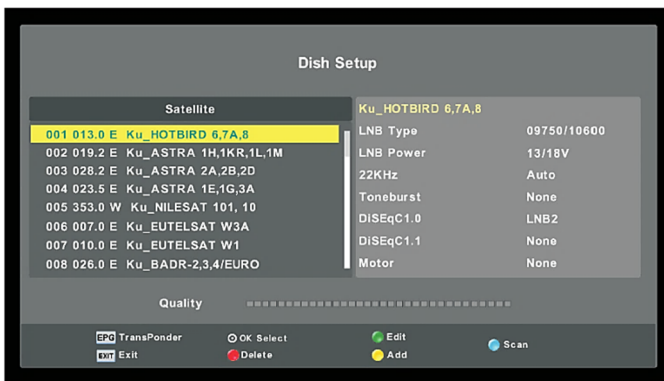 Dish Setup
Satellite
001 013.0 E Ku_HOTBIRD 6,7A,8
002 019.2 E Ku_ASTRA 1H,1KR,1L,1M
003 028.2 E Ku_ASTRA 2A,2B,2D
004 023.5 E Ku_ASTRA 1E,1G,3A
005 353.0 W Ku_NILESAT 101, 10
006 007.0 E Ku_EUTELSAT W3A
007 010.0 E Ku_EUTELSAT W1
008 026.0 E Ku_BADR-2,3,4/EURO
Ku_HOTBIRD 6,7A,8
LNB Type 09750/10600
LNB Power 13/18V
22KHz Auto
Toneburst None
DiSEqC1.0 LNB2
DiSEqC1.1 None
Motor None
Quality
EPG TransPonder OK Select Edit Scan
EXIT Exit Delete Add